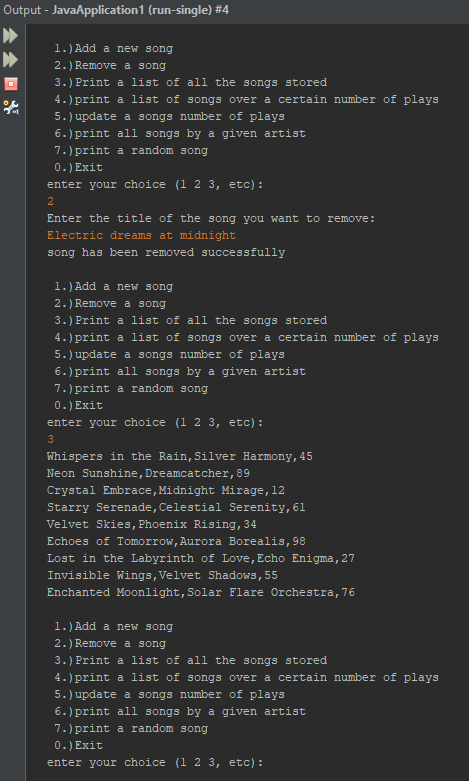 Output - JavaApplication1 (run-single) #4
1.)Add a new song
2.)Remove a song
3.)Print a list of all the songs stored
4.)print a list of songs over a certain number of plays
5.)update a songs number of plays
6.)print all songs by a given artist
7.)print a random song
0.)Exit
enter your choice (1 2 3, etc):
2
Enter the title of the song you want to remove:
Electric dreams at midnight
song has been removed successfully
1.)Add a new song
2.)Remove a song
3.)Print a list of all the songs stored
4.)print a list of songs over a certain number of plays
5.)update a songs number of plays
6.)print all songs by a given artist
7.)print a random song
0.)Exit
enter your choice (1 2 3, etc):
3
Whispers in the Rain,Silver Harmony,45
Neon Sunshine,Dreamcatcher,89
Crystal Embrace,Midnight Mirage,12
Starry Serenade,Celestial Serenity,61
Velvet Skies,Phoenix Rising,34
Echoes of Tomorrow,Aurora Borealis,98
Lost in the Labyrinth of Love,Echo Enigma,27
Invisible Wings,Velvet Shadows,55
Enchanted Moonlight,Solar Flare Orchestra,76
1.)Add a new song
2.)Remove a song
3.)Print a list of all the songs stored
4.)print a list of songs over a certain number of plays
5.)update a songs number of plays
6.)print all songs by a given artist
7.)print a random song
0.)Exit
enter your choice (1 2 3, etc):